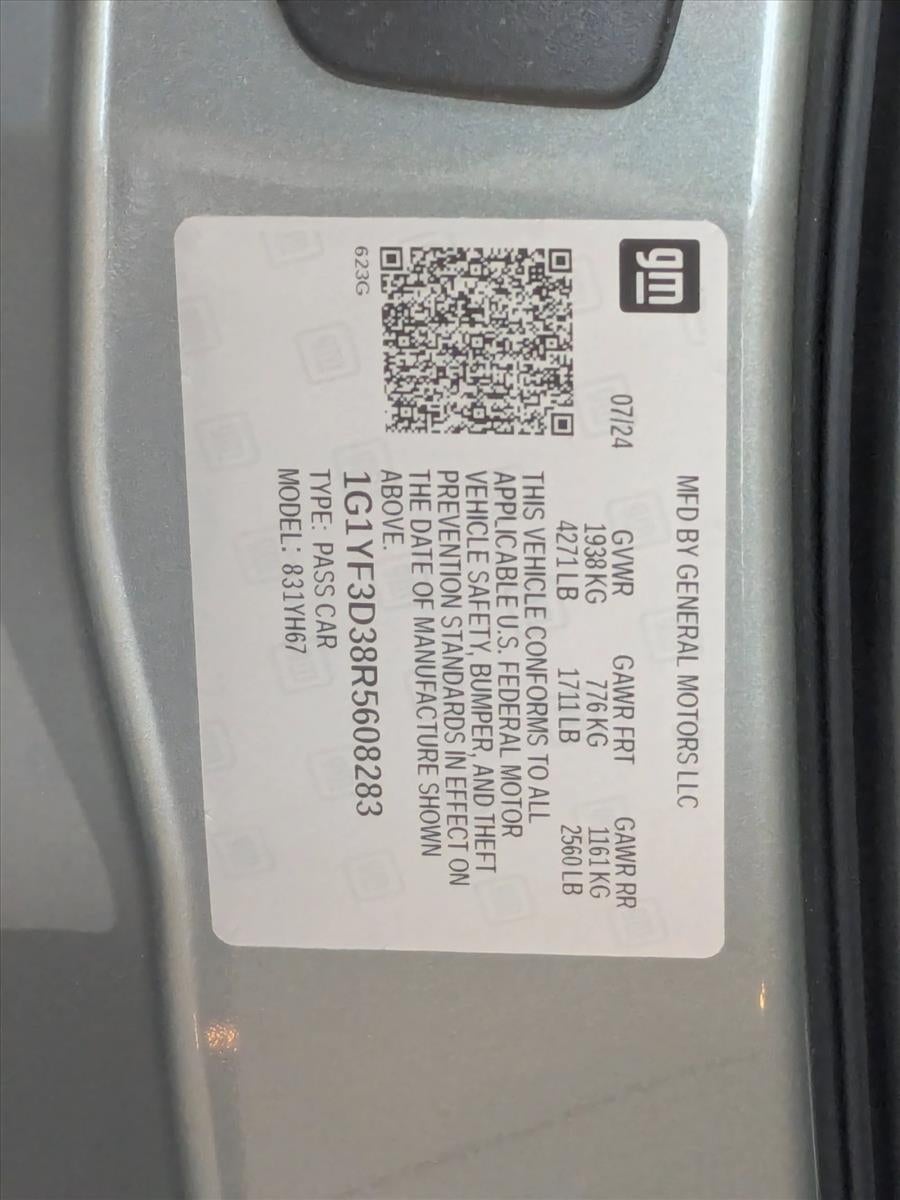 gm
MFD BY GENERAL MOTORS LLC
07/24
GVWR GAWR FRT GAWR RR
1938 KG 776 KG 1161 KG
4271 LB 1711 LB 2560 LB
THIS VEHICLE CONFORMS TO ALL
APPLICABLE U.S. FEDERAL MOTOR
VEHICLE SAFETY, BUMPER, AND THEFT
PREVENTION STANDARDS IN EFFECT ON
THE DATE OF MANUFACTURE SHOWN
ABOVE.
1G1YF3D38R5608283
TYPE: PASS CAR
MODEL: 831YH67
623G